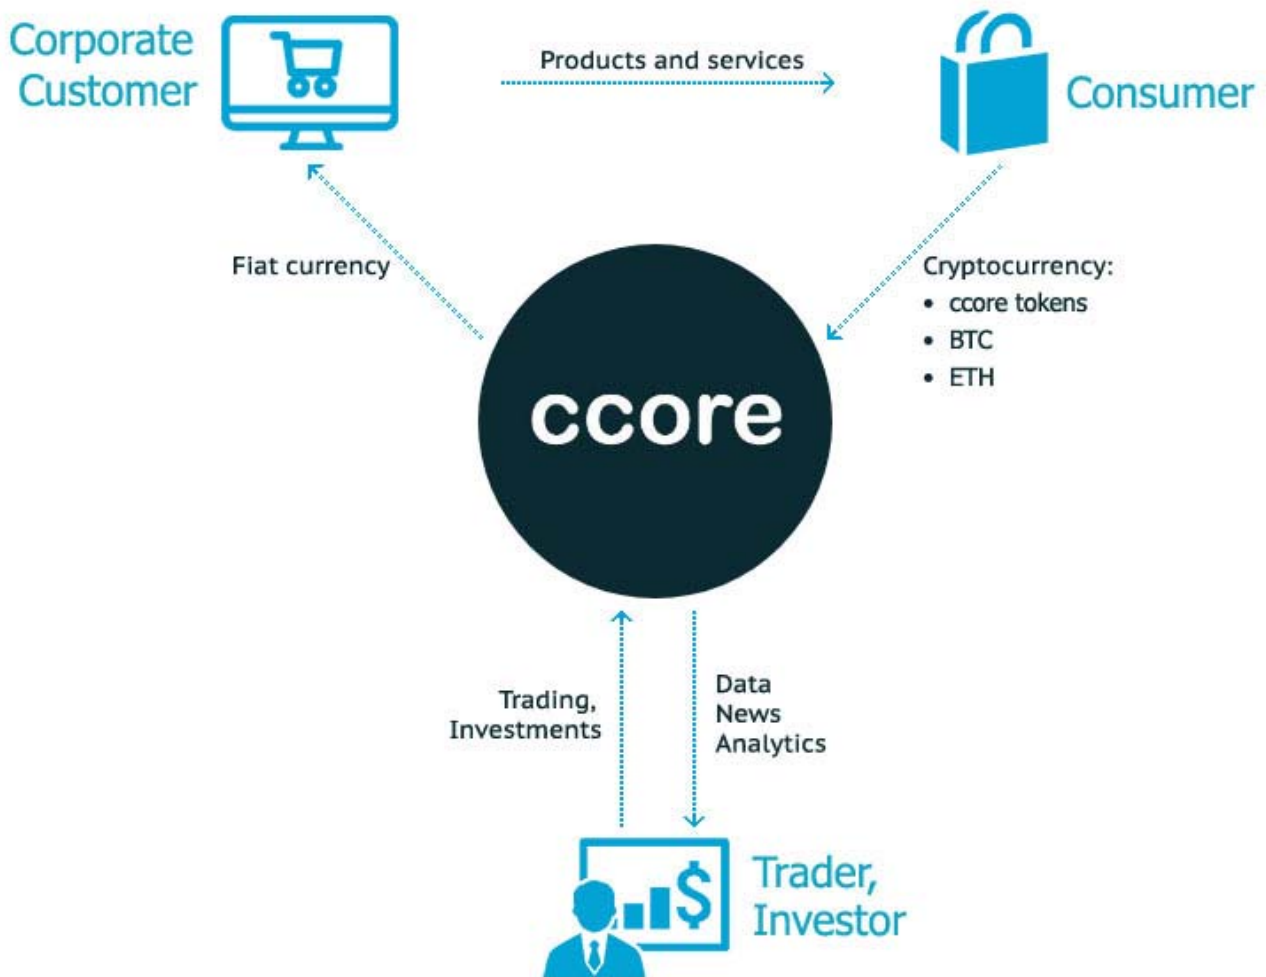 Corporate
Customer
Products and services
Consumer
Fiat currency
Cryptocurrency:
• ccore tokens
• BTC
• ETH
ccore
Trading,
Investments
Data
News
Analytics
$
Trader,
Investor